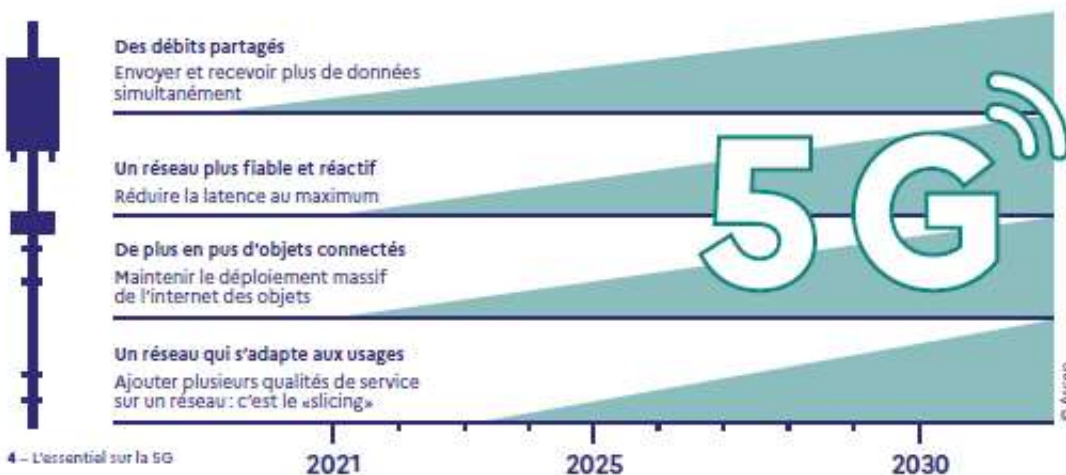 Des débits partagés
Envoyer et recevoir plus de données
simultanément
Un réseau plus fiable et réactif
Réduire la latence au maximum
De plus en pus d'objets connectés
Maintenir le déploiement massif
de l'internet des objets
Un réseau qui s'adapte aux usages
Ajouter plusieurs qualités de service
sur un réseau : c'est le «slicing»
5G
© Arcep
4 – L'essentiel sur la 5G
2021 2025 2030